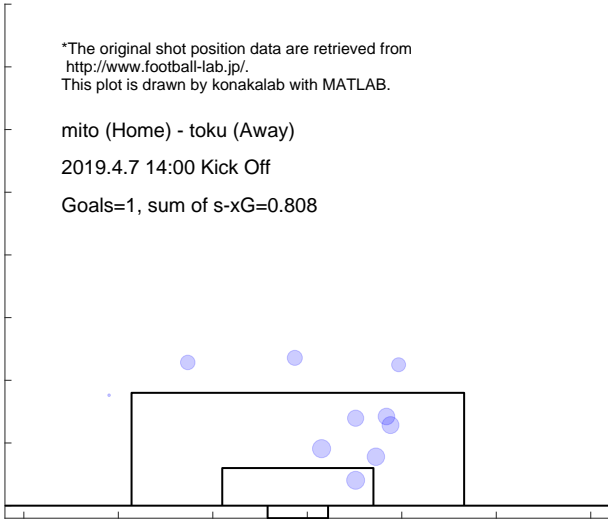 *The original shot position data are retrieved from
http://www.football-lab.jp/.
This plot is drawn by konakalab with MATLAB.
mito (Home) - toku (Away)
2019.4.7 14:00 Kick Off
Goals=1, sum of s-xG=0.808